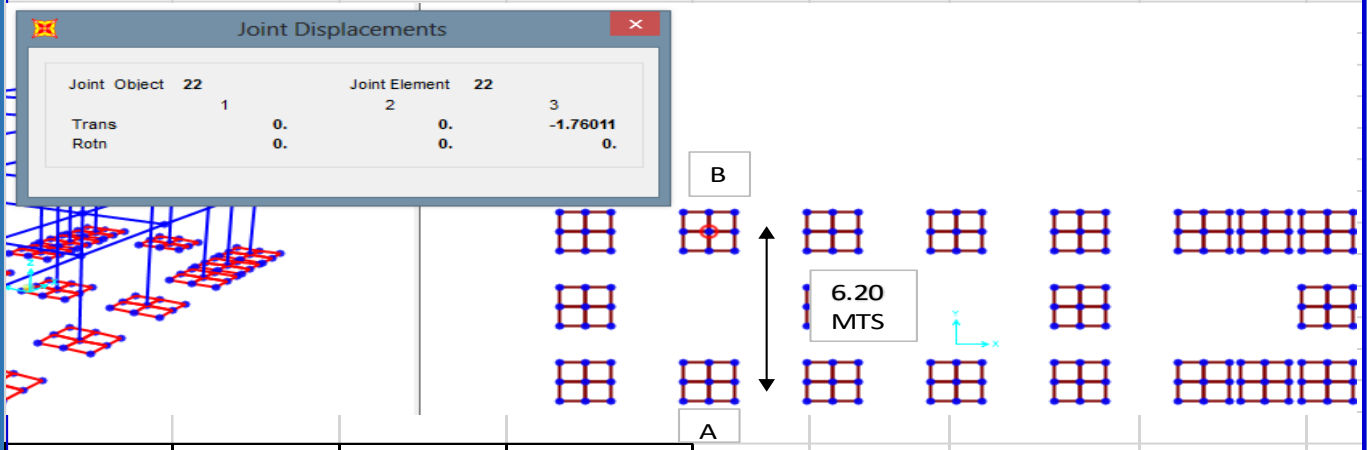 Joint Displacements
Joint Object 22 Joint Element 22
1 2 3
Trans 0. 0. -1.76011
Rotn 0. 0. 0.
B
6.20
MTS
Y
X
A